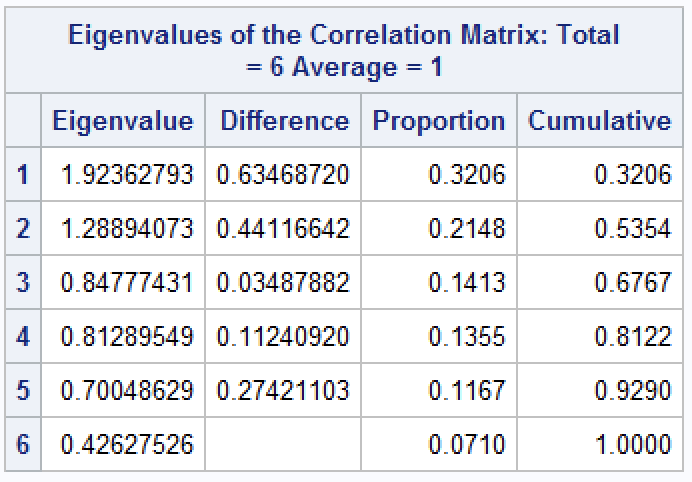 Eigenvalues of the Correlation Matrix: Total
= 6 Average = 1
Eigenvalue Difference Proportion Cumulative
1 1.92362793 0.63468720 0.3206 0.3206
2 1.28894073 0.44116642 0.2148 0.5354
3 0.84777431 0.03487882 0.1413 0.6767
4 0.81289549 0.11240920 0.1355 0.8122
5 0.70048629 0.27421103 0.1167 0.9290
6 0.42627526 0.0710 1.0000